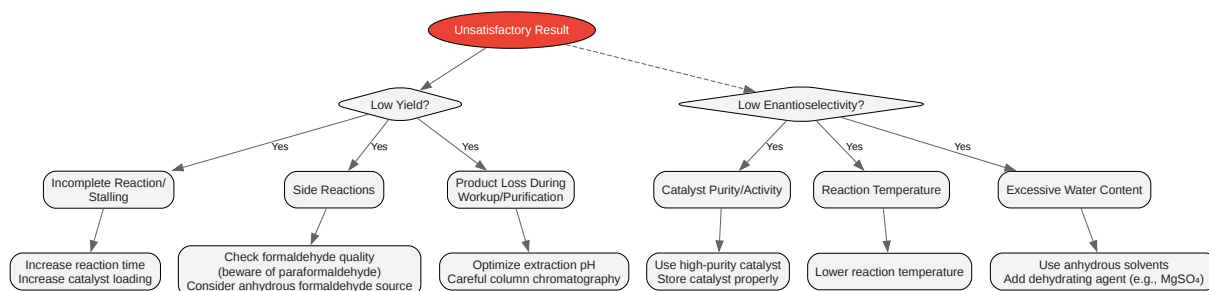 Unsatisfactory Result
Low Yield?
Low Enantioselectivity?
Yes
Yes
Yes
Yes
Yes
Yes
Incomplete Reaction/
Stalling
Side Reactions
Product Loss During
Workup/Purification
Catalyst Purity/Activity
Reaction Temperature
Excessive Water Content
Increase reaction time
Increase catalyst loading
Check formaldehyde quality
(beware of paraformaldehyde)
Consider anhydrous formaldehyde source
Optimize extraction pH
Careful column chromatography
Use high-purity catalyst
Store catalyst properly
Lower reaction temperature
Use anhydrous solvents
Add dehydrating agent (e.g., MgSO₄)